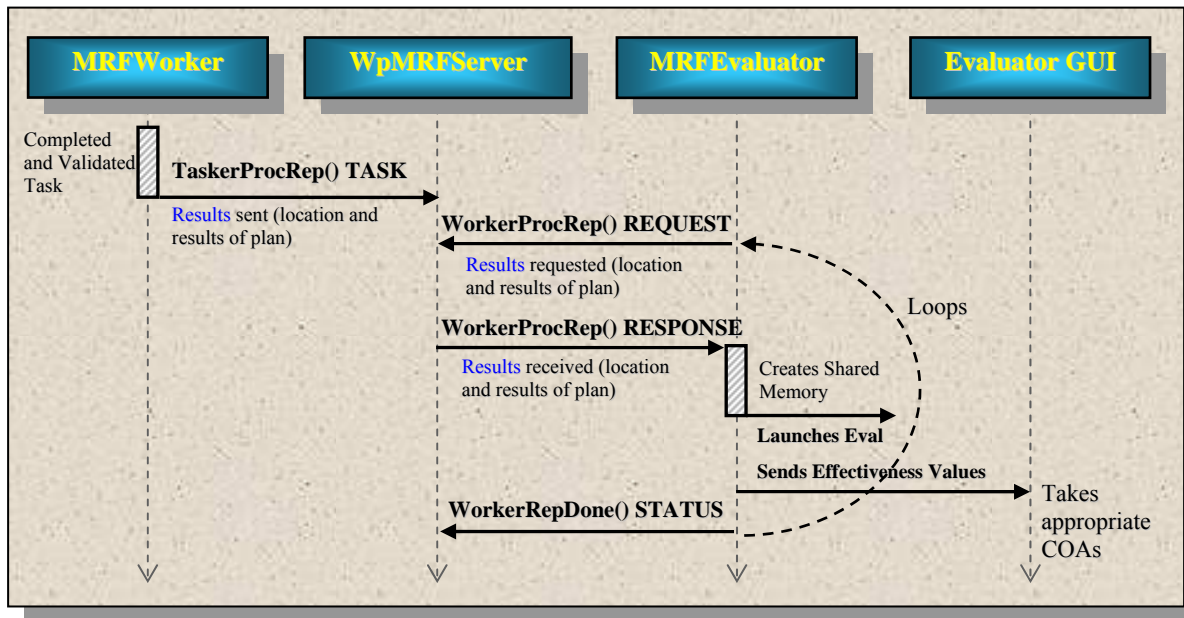 MRFWorker
WpMRFServer
MRFEvaluator
Evaluator GUI
Completed
and Validated
Task
TaskerProcRep() TASK
Results sent (location and
results of plan)
WorkerProcRep() REQUEST
Results requested (location
and results of plan)
Loops
WorkerProcRep() RESPONSE
Results received (location
and results of plan)
Creates Shared
Memory
Launches Eval
Sends Effectiveness Values
WorkerRepDone() STATUS
Takes
appropriate
COAs